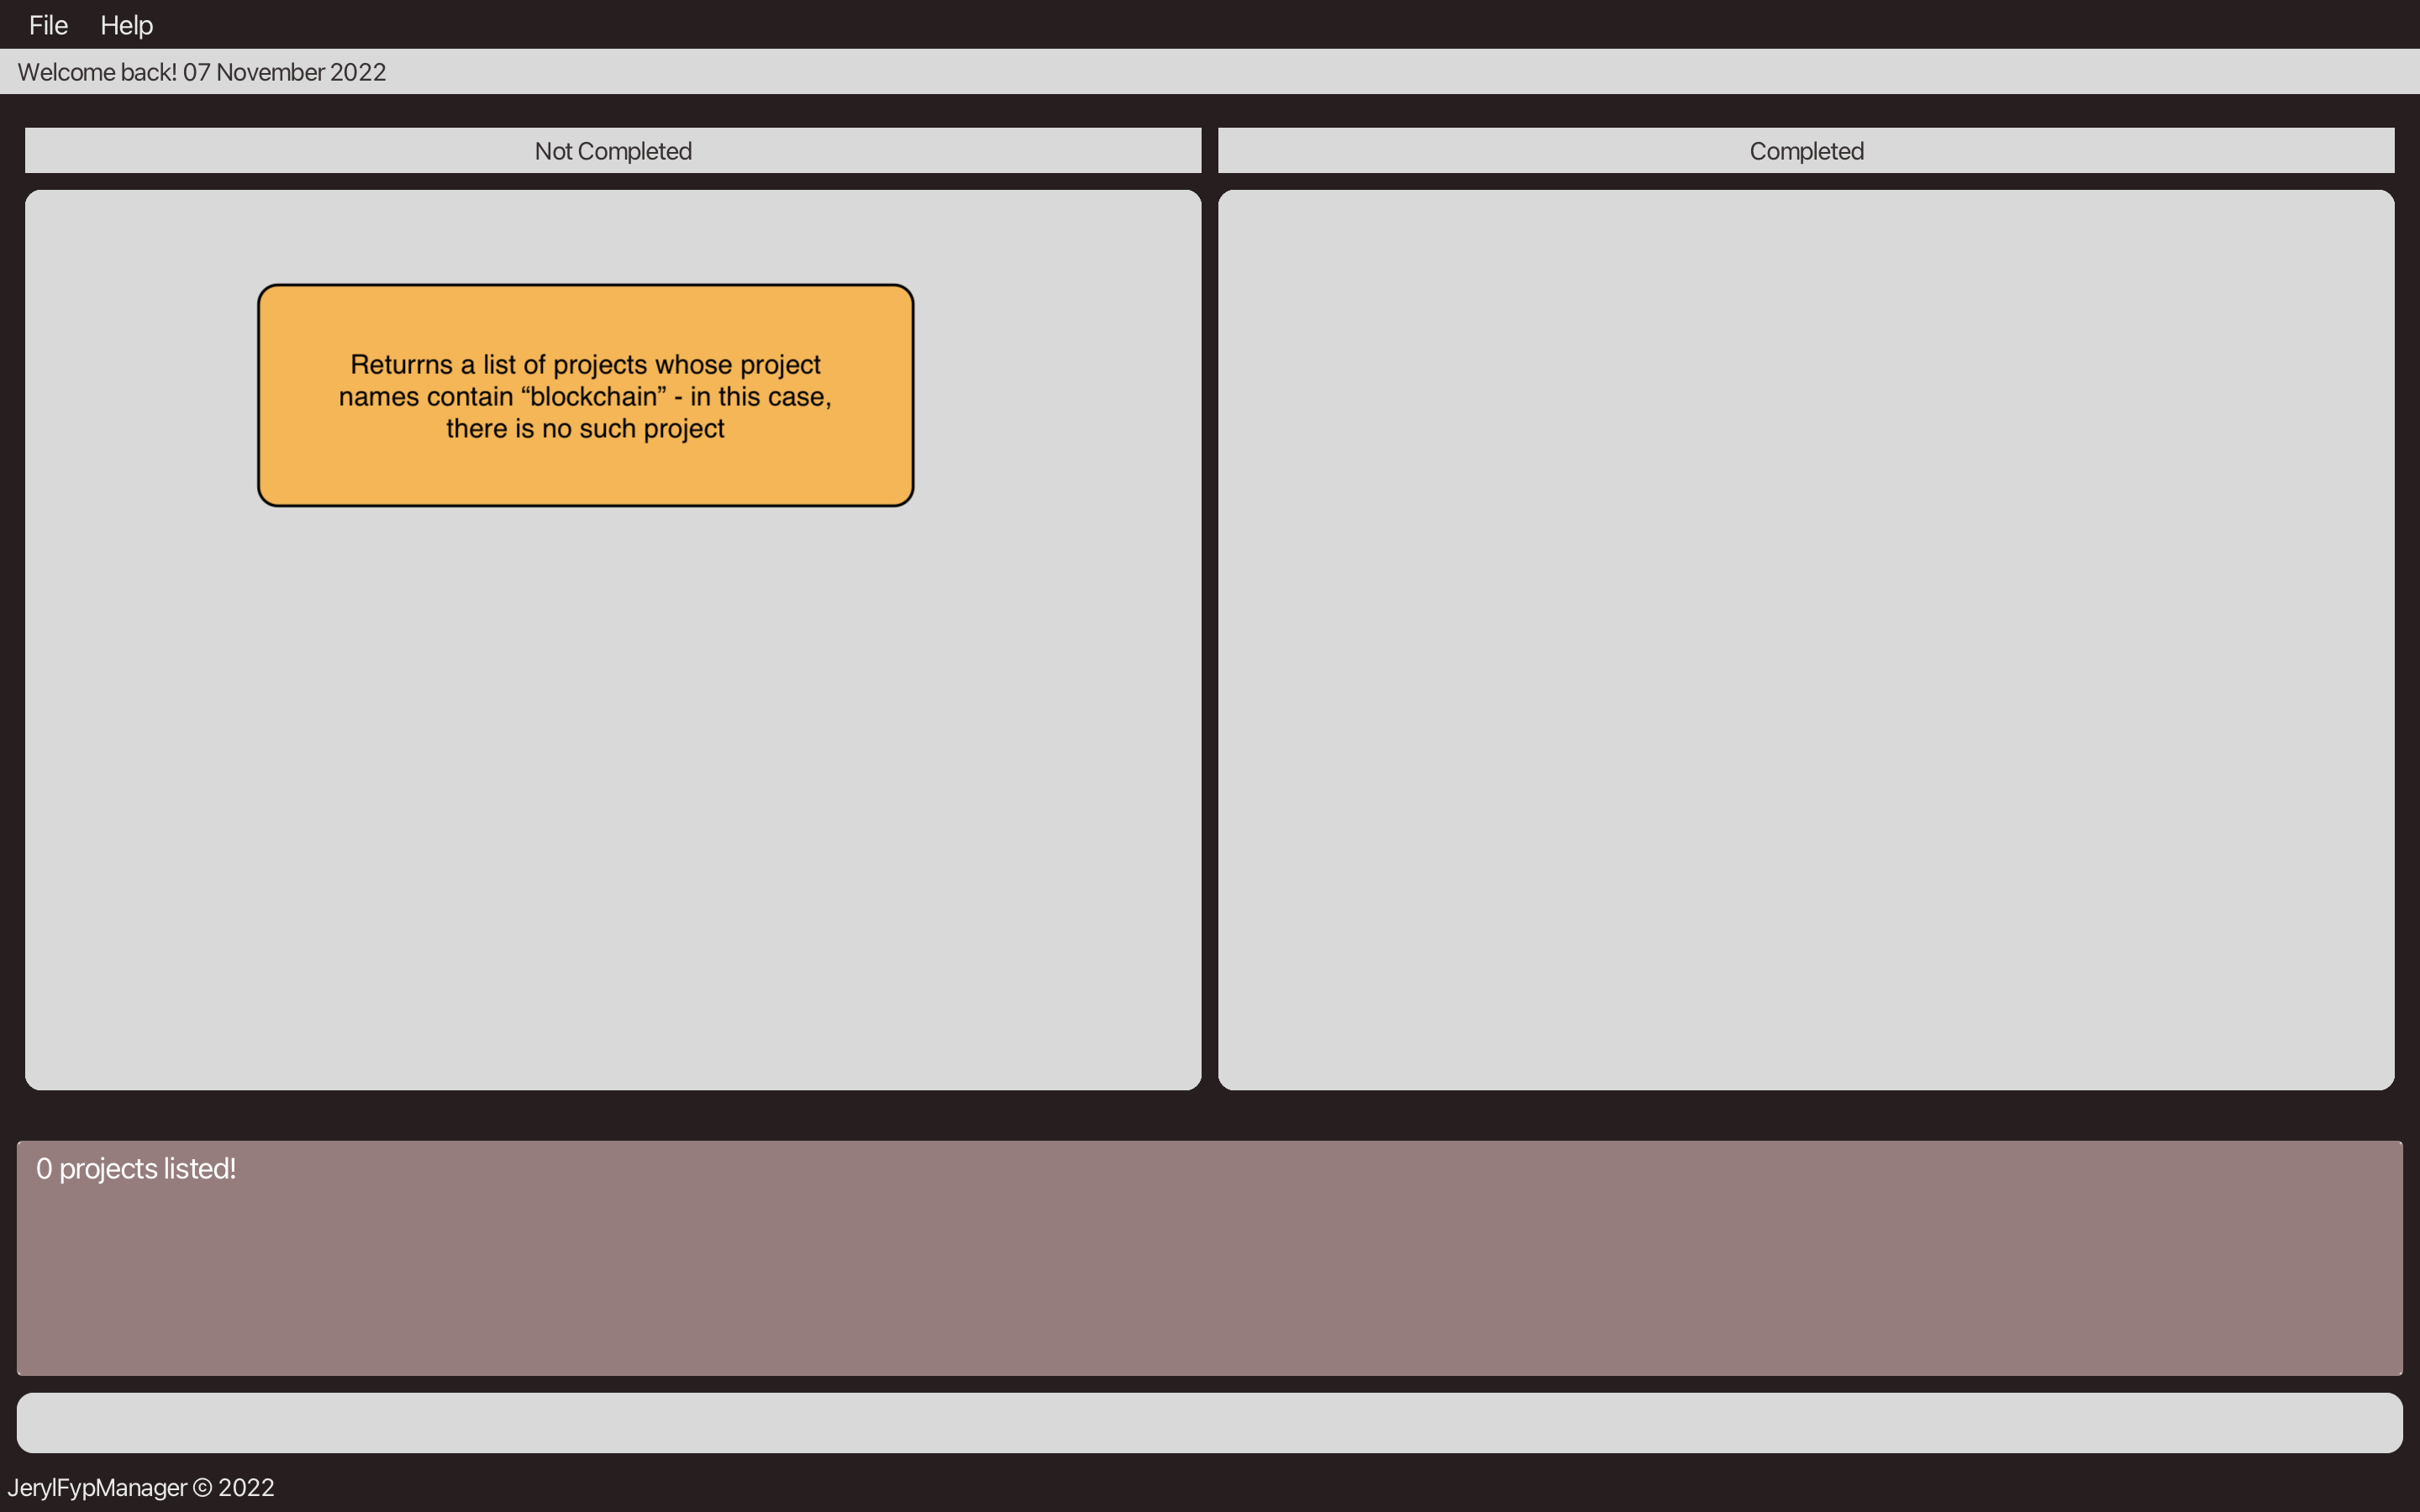 File Help
Welcome back! 07 November 2022
Not Completed
Completed
Returrns a list of projects whose project
names contain “blockchain” - in this case,
there is no such project
0 projects listed!
JerylFypManager © 2022